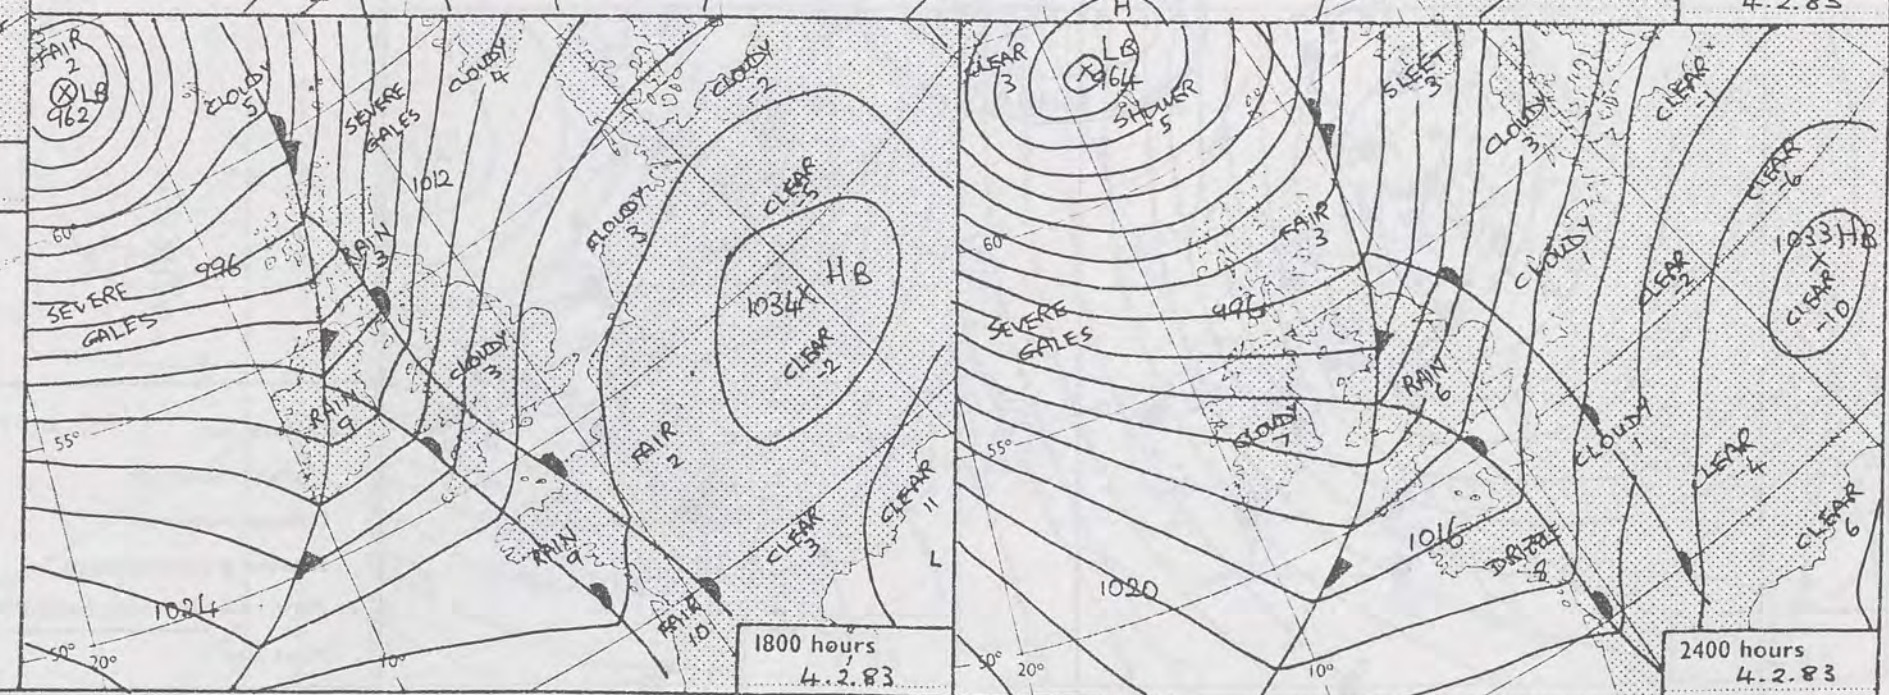 FAIR
2
LB
962
CLOUDY
5
SEVERE
GALES
CLOUDY
4
CLOUDY
-2
1012
CLEAR
-5
CLOUDY
3
60°
996
RAIN
3
SEVERE
GALES
1034
HB
CLEAR
-2
CLOUDY
3
RAIN
9
55°
FAIR
2
CLEAR
11
CLEAR
3
L
RAIN
9
1024
FAIR
10
50°
20°
10°
1800 hours
4.2.83
H
4.2.83
CLEAR
3
LB
964
SHOWER
5
SLEET
3
CLOUDY
3
CLEAR
-1
CLEAR
-6
60°
FAIR
3
CLOUDY
1
CLEAR
-2
1033 HB
CLEAR
-10
996
SEVERE
GALES
RAIN
6
CLOUDY
7
55°
CLOUDY
1
CLEAR
-4
CLEAR
6
1016
DRIZZL
8
1020
50°
20°
10°
2400 hours
4.2.83